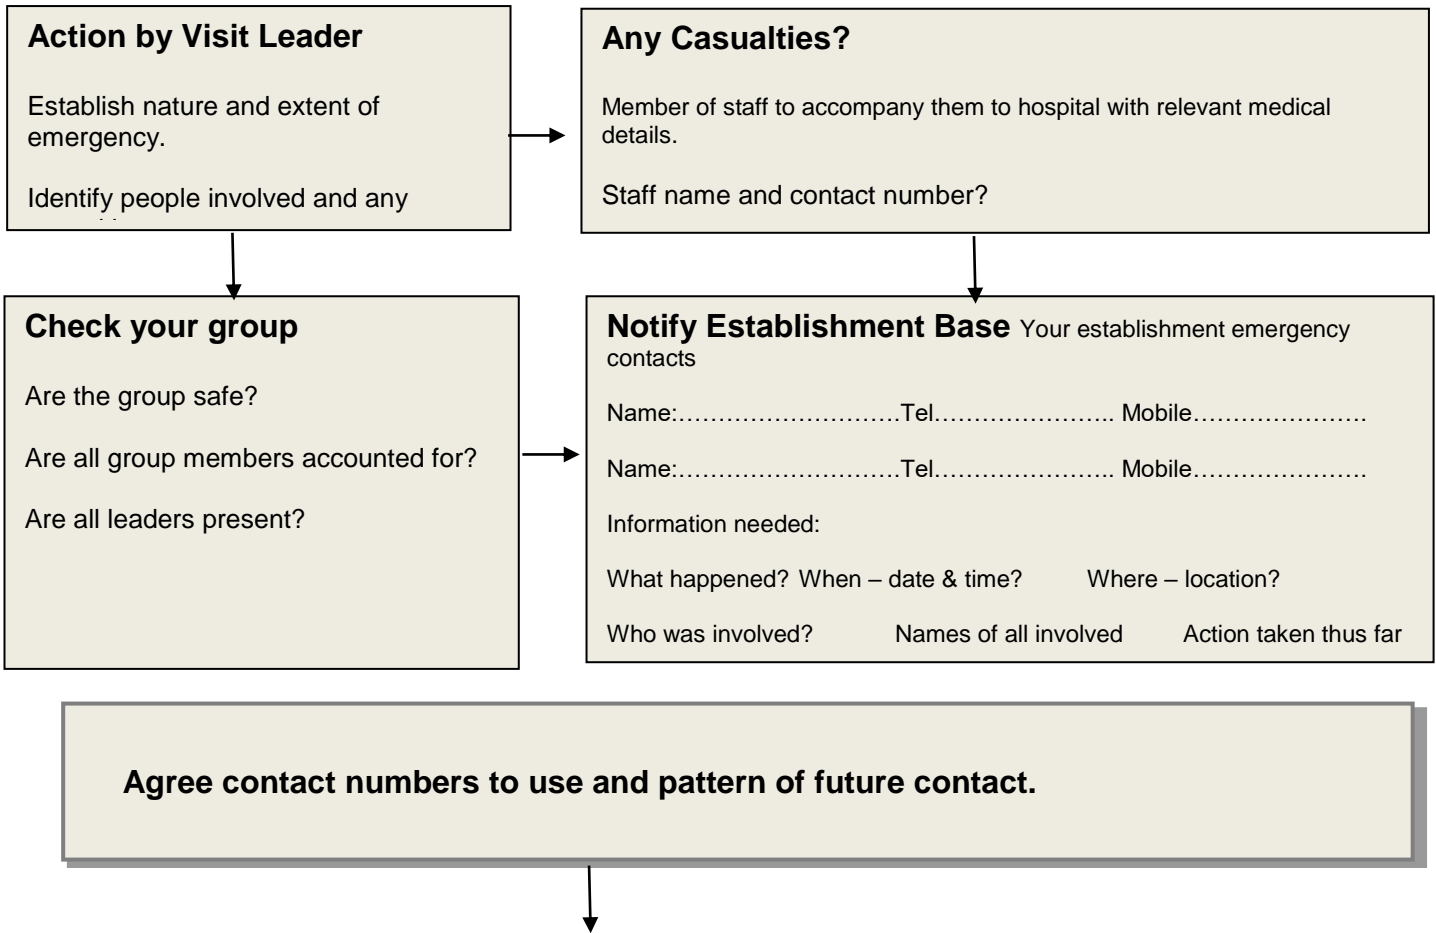 Action by Visit Leader
Establish nature and extent of
emergency.
Identify people involved and any
Any Casualties?
Member of staff to accompany them to hospital with relevant medical
details.
Staff name and contact number?
Check your group
Are the group safe?
Are all group members accounted for?
Are all leaders present?
Notify Establishment Base Your establishment emergency
contacts
Name:……………………….Tel………………….. Mobile………………….
Name:……………………….Tel………………….. Mobile………………….
Information needed:
What happened? When – date & time? Where – location?
Who was involved? Names of all involved Action taken thus far
Agree contact numbers to use and pattern of future contact.